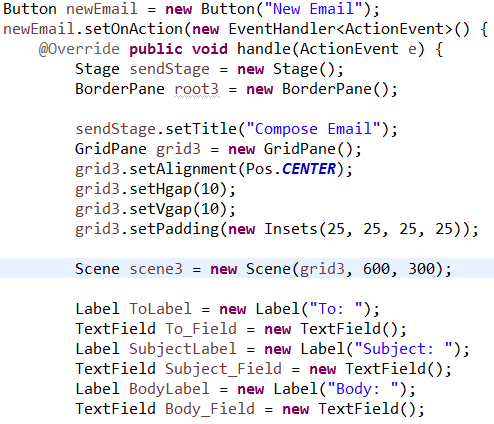 Button newEmail = new Button("New Email");
newEmail.setOnAction(new EventHandler<ActionEvent>() {
@Override public void handle(ActionEvent e) {
Stage sendStage = new Stage();
BorderPane root3 = new BorderPane();
sendStage.setTitle("Compose Email");
GridPane grid3 = new GridPane();
grid3.setAlignment(Pos.CENTER);
grid3.setHgap(10);
grid3.setVgap(10);
grid3.setPadding(new Insets(25, 25, 25, 25));
Scene scene3 = new Scene(grid3, 600, 300);
Label ToLabel = new Label("To: ");
TextField To_Field = new TextField();
Label SubjectLabel = new Label("Subject: ");
TextField Subject_Field = new TextField();
Label BodyLabel = new Label("Body: ");
TextField Body_Field = new TextField();